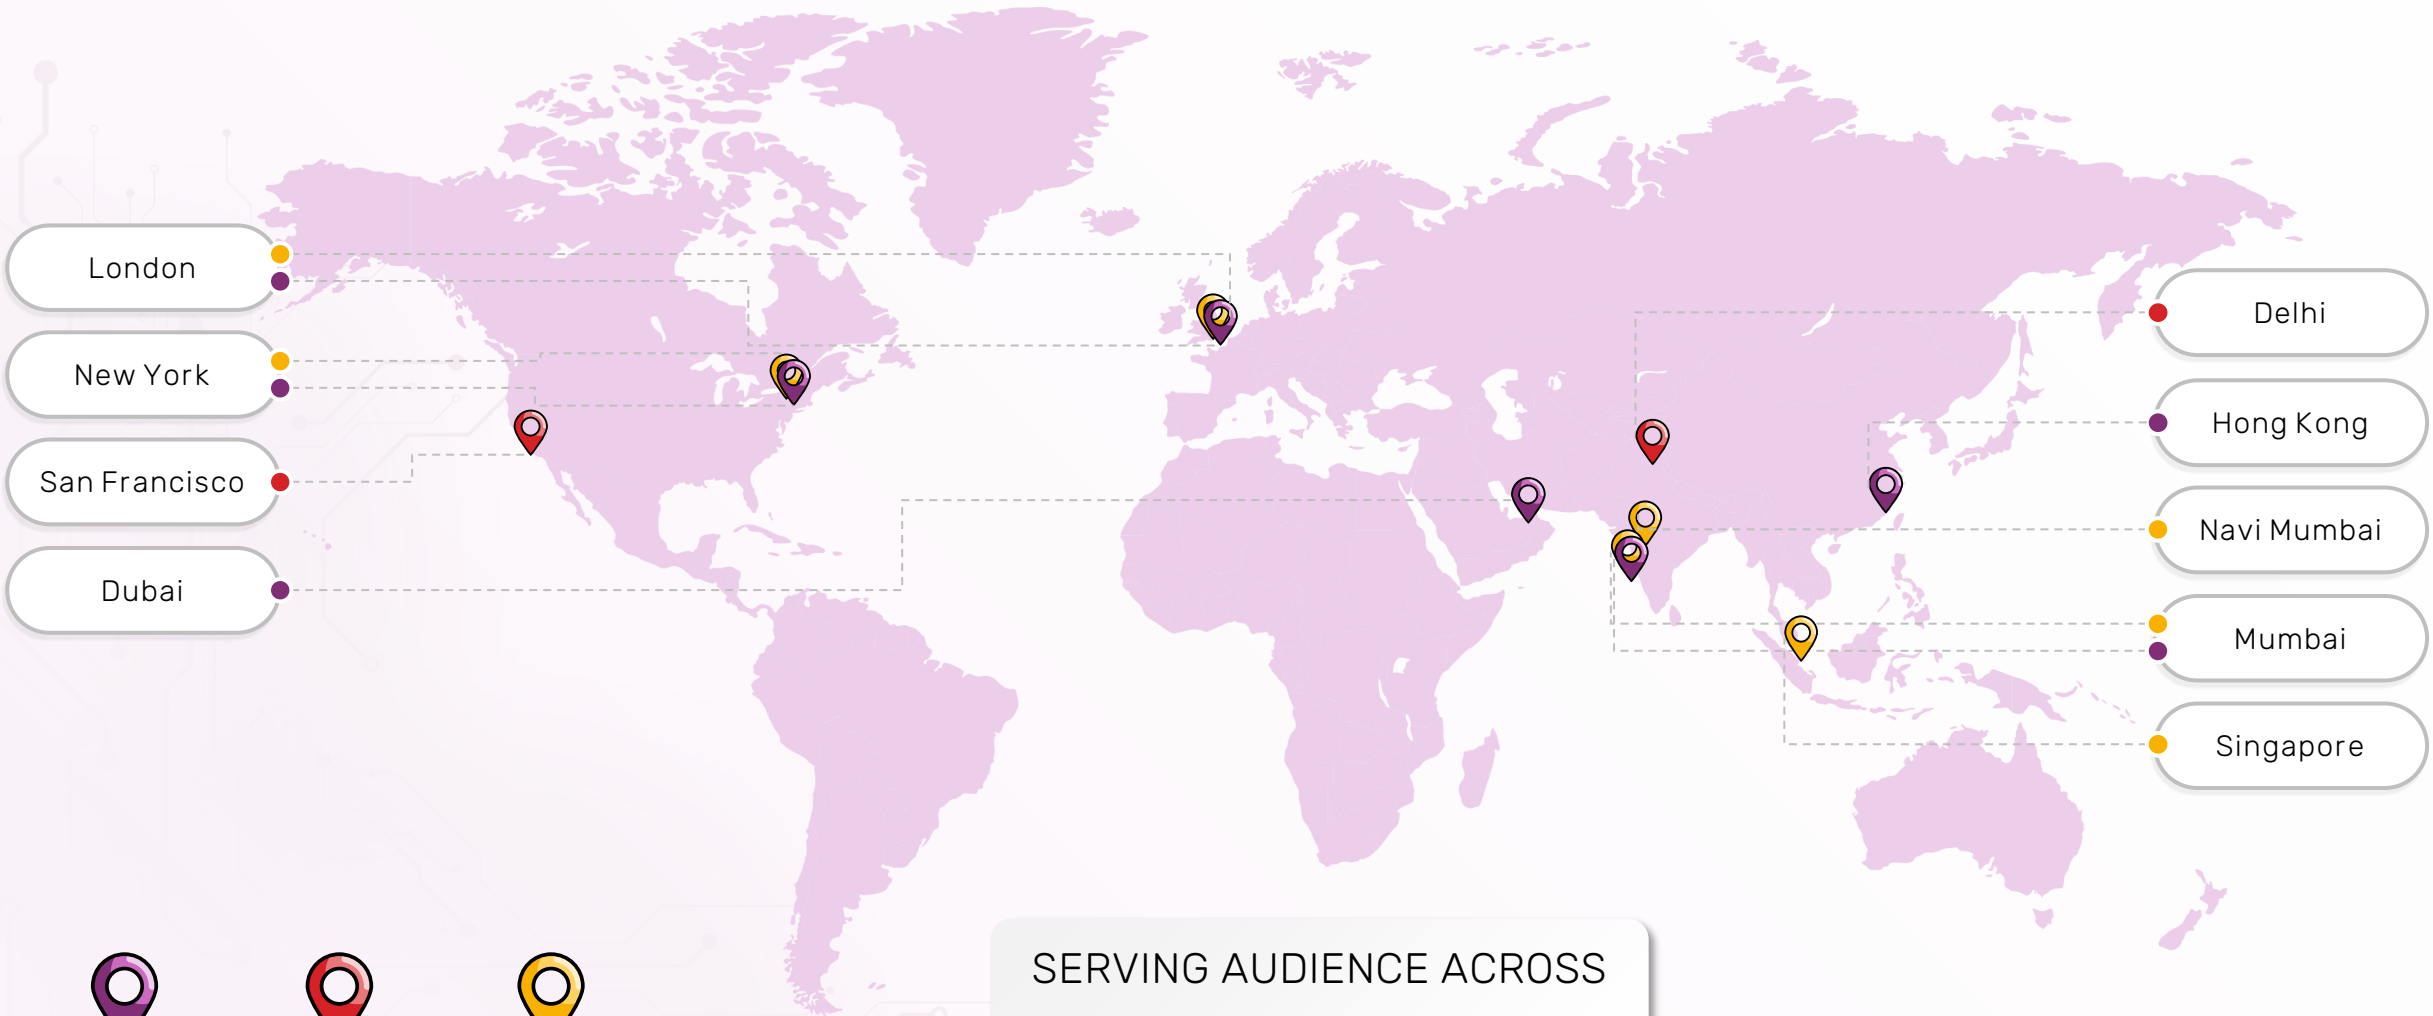 London
New York
San Francisco
Dubai
Delhi
Hong Kong
Navi Mumbai
Mumbai
Singapore
SERVING AUDIENCE ACROSS